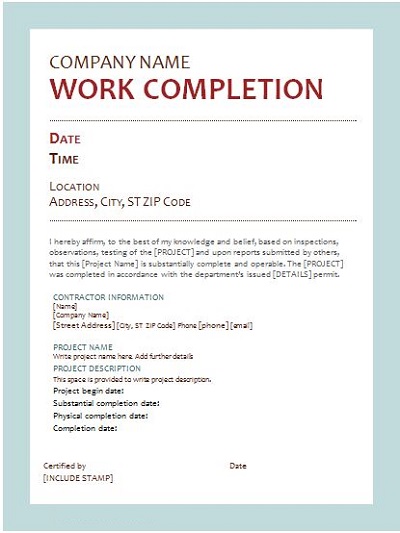 COMPANY NAME
WORK COMPLETION
DATE
TIME
LOCATION
ADDRESS, CITY, ST ZIP CODE
I hereby affirm, to the best of my knowledge and belief, based on inspections,
observations, testing of the [PROJECT] and upon reports submitted by others,
that this [Project Name] is substantially complete and operable. The [PROJECT]
was completed in accordance with the department's issued [DETAILS] permit.
CONTRACTOR INFORMATION
[Name]
[Company Name]
[Street Address] [City, ST ZIP Code] Phone [phone] [email]
PROJECT NAME
Write project name here. Add further details
PROJECT DESCRIPTION
This space is provided to write project description.
Project begin date:
Substantial completion date:
Physical completion date:
Completion date:
Certified by Date
[INCLUDE STAMP]